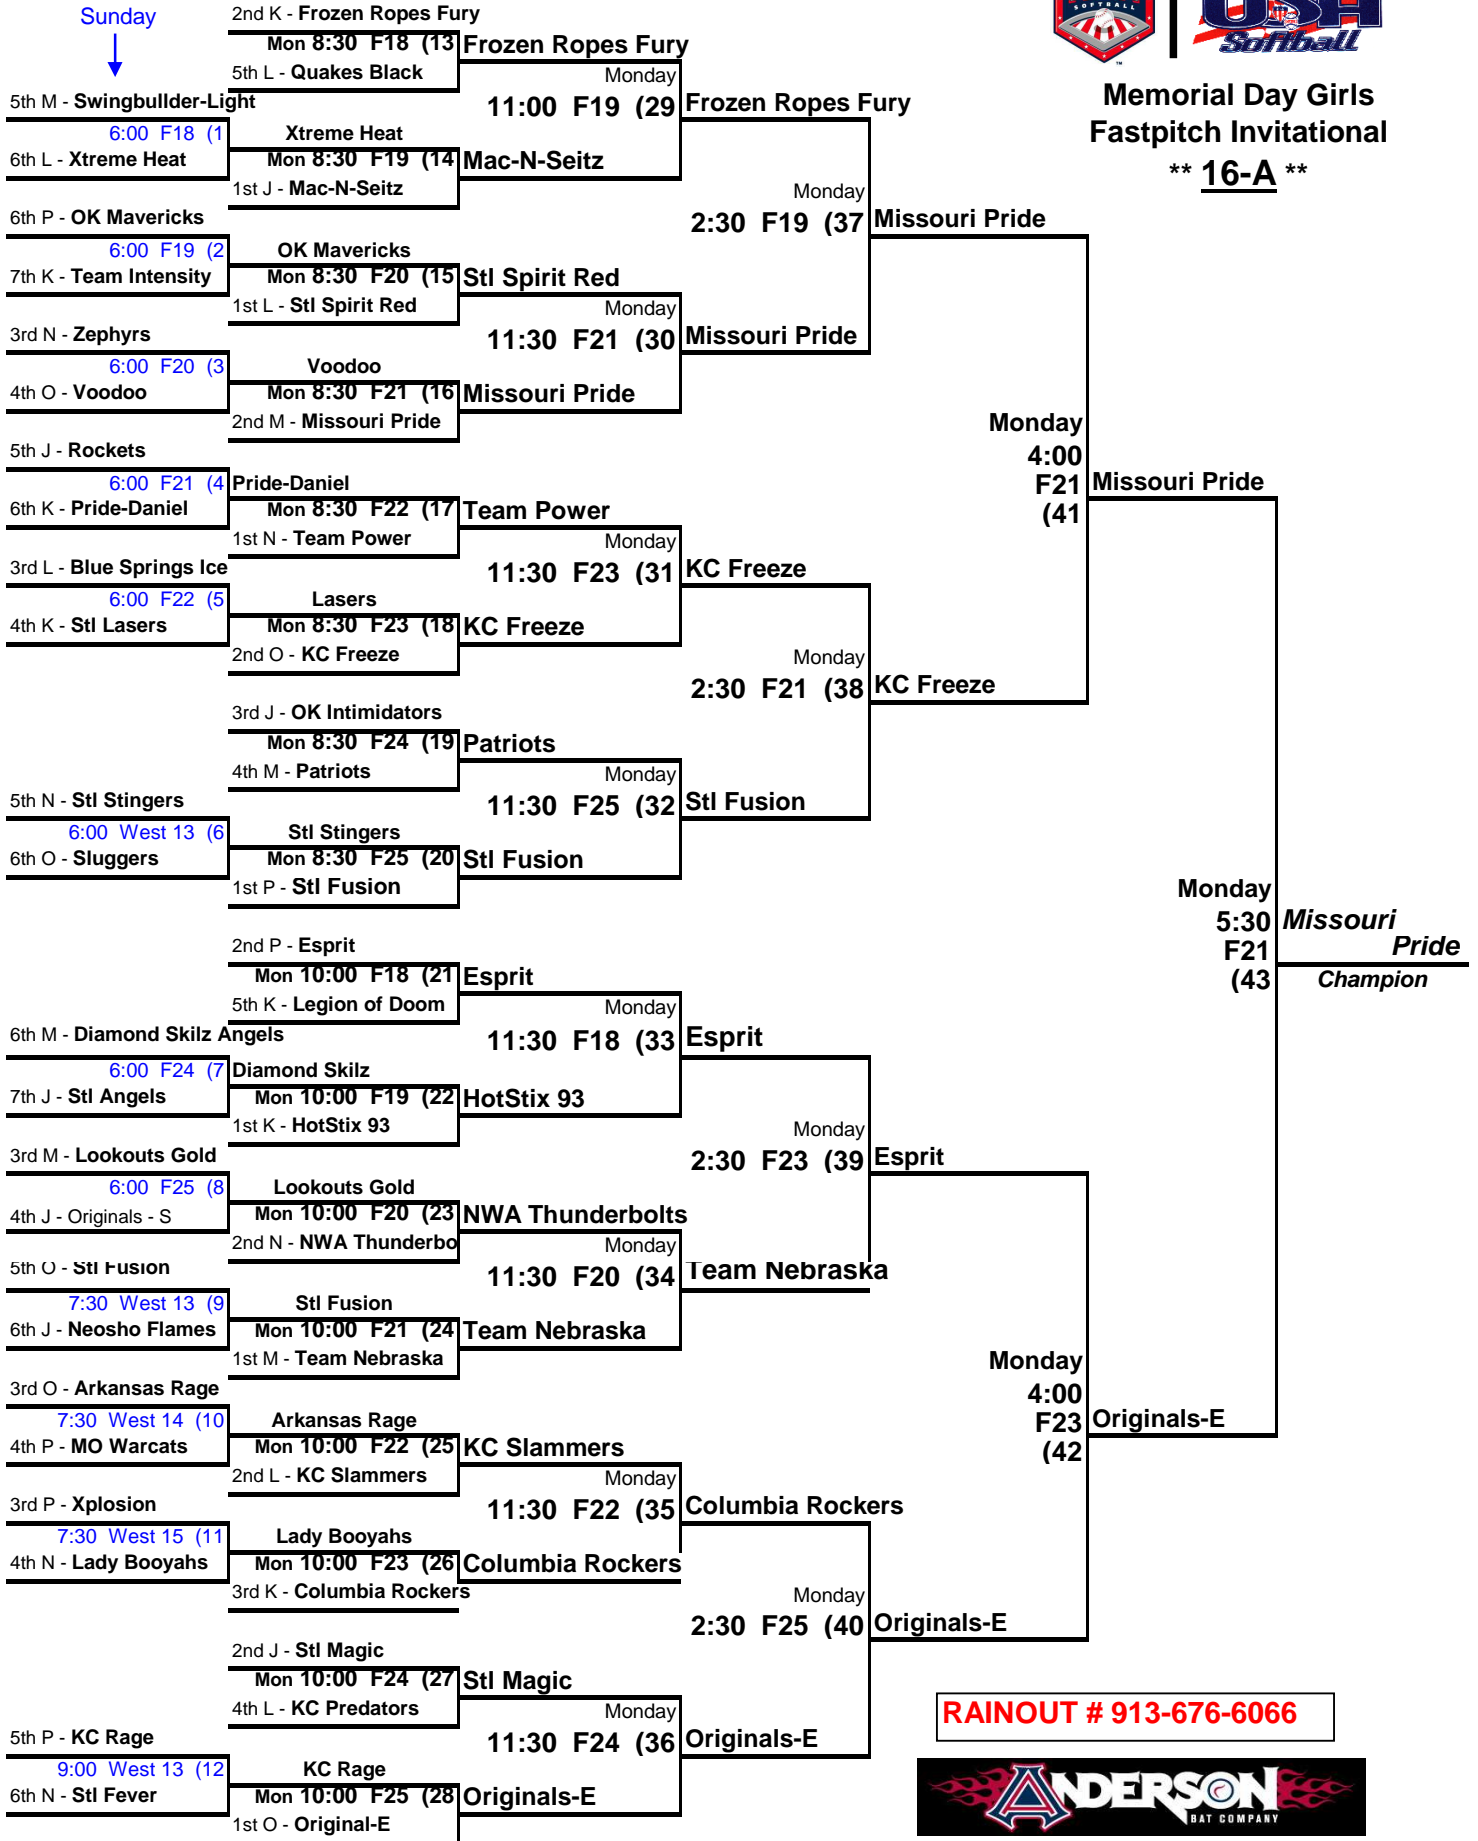 Sunday
2nd K - Frozen Ropes Fury
Mon 8:30 F18 (13
Frozen Ropes Fury
5th L - Quakes Black
Monday
5th M - Swingbullder-Light
11:00 F19 (29
Frozen Ropes Fury
6:00 F18 (1
Xtreme Heat
6th L - Xtreme Heat
Mon 8:30 F19 (14
Mac-N-Seitz
1st J - Mac-N-Seitz
Monday
6th P - OK Mavericks
2:30 F19 (37
Missouri Pride
6:00 F19 (2
OK Mavericks
7th K - Team Intensity
Mon 8:30 F20 (15
Stl Spirit Red
1st L - Stl Spirit Red
Monday
3rd N - Zephyrs
11:30 F21 (30
Missouri Pride
6:00 F20 (3
Voodoo
4th O - Voodoo
Mon 8:30 F21 (16
Missouri Pride
2nd M - Missouri Pride
Monday
4:00
F21
(41
Missouri Pride
5th J - Rockets
6:00 F21 (4
Pride-Daniel
6th K - Pride-Daniel
Mon 8:30 F22 (17
Team Power
1st N - Team Power
Monday
3rd L - Blue Springs Ice
11:30 F23 (31
KC Freeze
6:00 F22 (5
Lasers
4th K - Stl Lasers
Mon 8:30 F23 (18
KC Freeze
2nd O - KC Freeze
Monday
2:30 F21 (38
KC Freeze
3rd J - OK Intimidators
Mon 8:30 F24 (19
Patriots
4th M - Patriots
Monday
5th N - Stl Stingers
11:30 F25 (32
Stl Fusion
6:00 West 13 (6
Stl Stingers
6th O - Sluggers
Mon 8:30 F25 (20
Stl Fusion
1st P - Stl Fusion
Monday
5:30
F21
(43
Missouri
Pride
Champion
2nd P - Esprit
Mon 10:00 F18 (21
Esprit
5th K - Legion of Doom
Monday
6th M - Diamond Skilz Angels
11:30 F18 (33
Esprit
6:00 F24 (7
Diamond Skilz
7th J - Stl Angels
Mon 10:00 F19 (22
HotStix 93
1st K - HotStix 93
Monday
3rd M - Lookouts Gold
2:30 F23 (39
Esprit
6:00 F25 (8
Lookouts Gold
4th J - Originals - S
Mon 10:00 F20 (23
NWA Thunderbolts
2nd N - NWA Thunderbo
Monday
5th O - Stl Fusion
11:30 F20 (34
Team Nebraska
7:30 West 13 (9
Stl Fusion
6th J - Neosho Flames
Mon 10:00 F21 (24
Team Nebraska
1st M - Team Nebraska
Monday
4:00
F23
(42
Originals-E
3rd O - Arkansas Rage
7:30 West 14 (10
Arkansas Rage
4th P - MO Warcats
Mon 10:00 F22 (25
KC Slammers
2nd L - KC Slammers
Monday
3rd P - Xplosion
11:30 F22 (35
Columbia Rockers
7:30 West 15 (11
Lady Booyahs
4th N - Lady Booyahs
Mon 10:00 F23 (26
Columbia Rockers
3rd K - Columbia Rockers
Monday
2:30 F25 (40
Originals-E
2nd J - Stl Magic
Mon 10:00 F24 (27
Stl Magic
4th L - KC Predators
Monday
5th P - KC Rage
11:30 F24 (36
Originals-E
9:00 West 13 (12
KC Rage
6th N - Stl Fever
Mon 10:00 F25 (28
Originals-E
1st O - Original-E
SOFTBALL
USA
Softball
Memorial Day Girls
Fastpitch Invitational
** 16-A **
RAINOUT # 913-676-6066
ANDERSON
BAT COMPANY